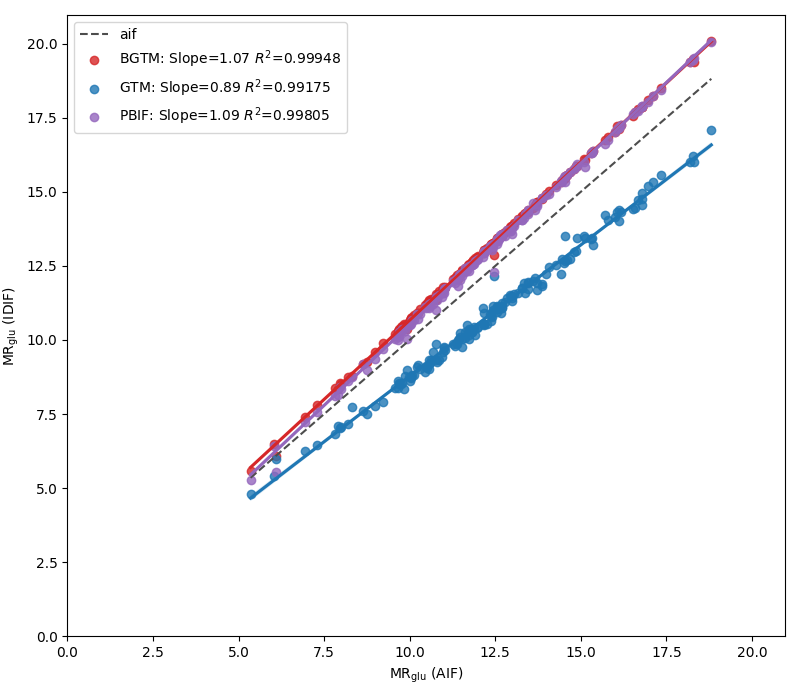 aif
BGTM: Slope=1.07 R²=0.99948
GTM: Slope=0.89 R²=0.99175
PBIF: Slope=1.09 R²=0.99805
20.0
17.5
15.0
12.5
10.0
7.5
5.0
2.5
0.0
MRglu (IDIF)
0.0 2.5 5.0 7.5 10.0 12.5 15.0 17.5 20.0
MRglu (AIF)